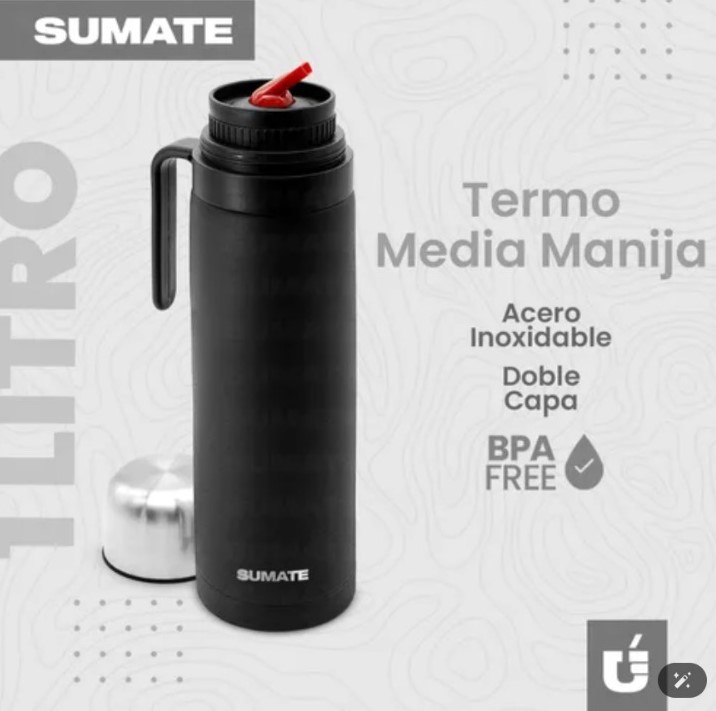 SUMATE
1 LITRO
Termo
Media Manija
Acero
Inoxidable
Doble
Capa
BPA
FREE
SUMATE